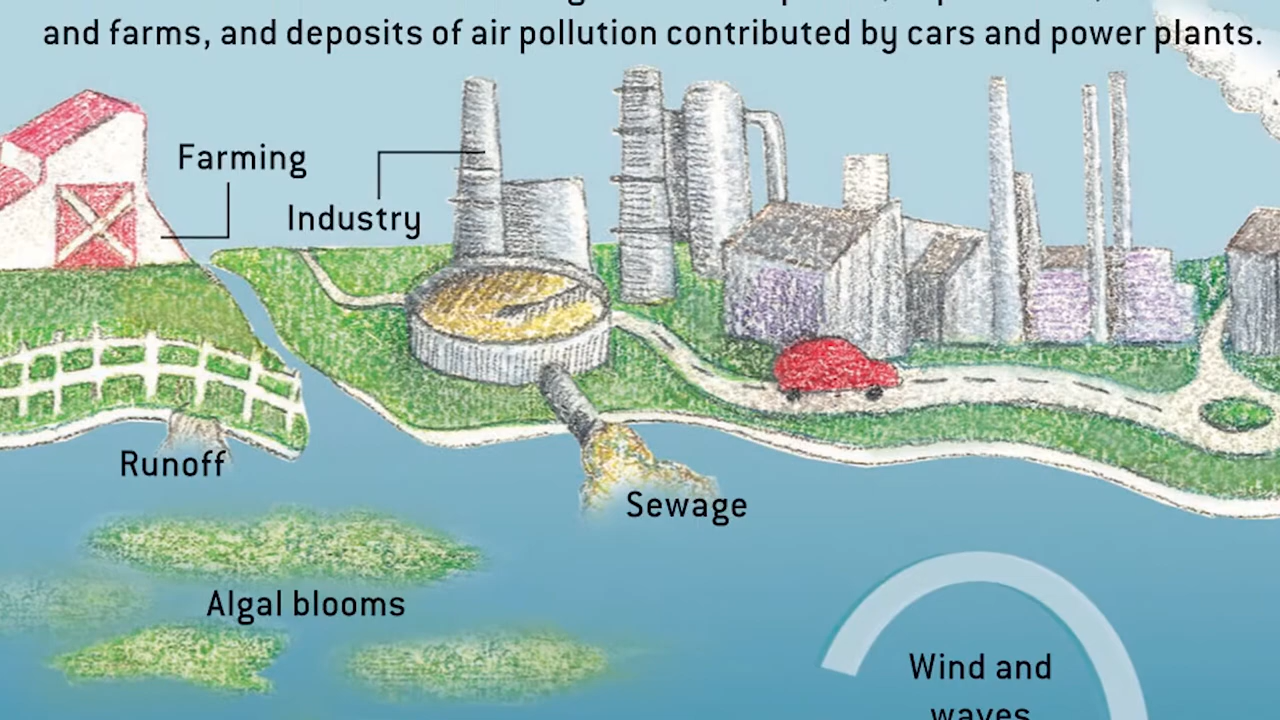 and farms, and deposits of air pollution contributed by cars and power plants.
Farming
Industry
Runoff
Sewage
Algal blooms
Wind and
waves